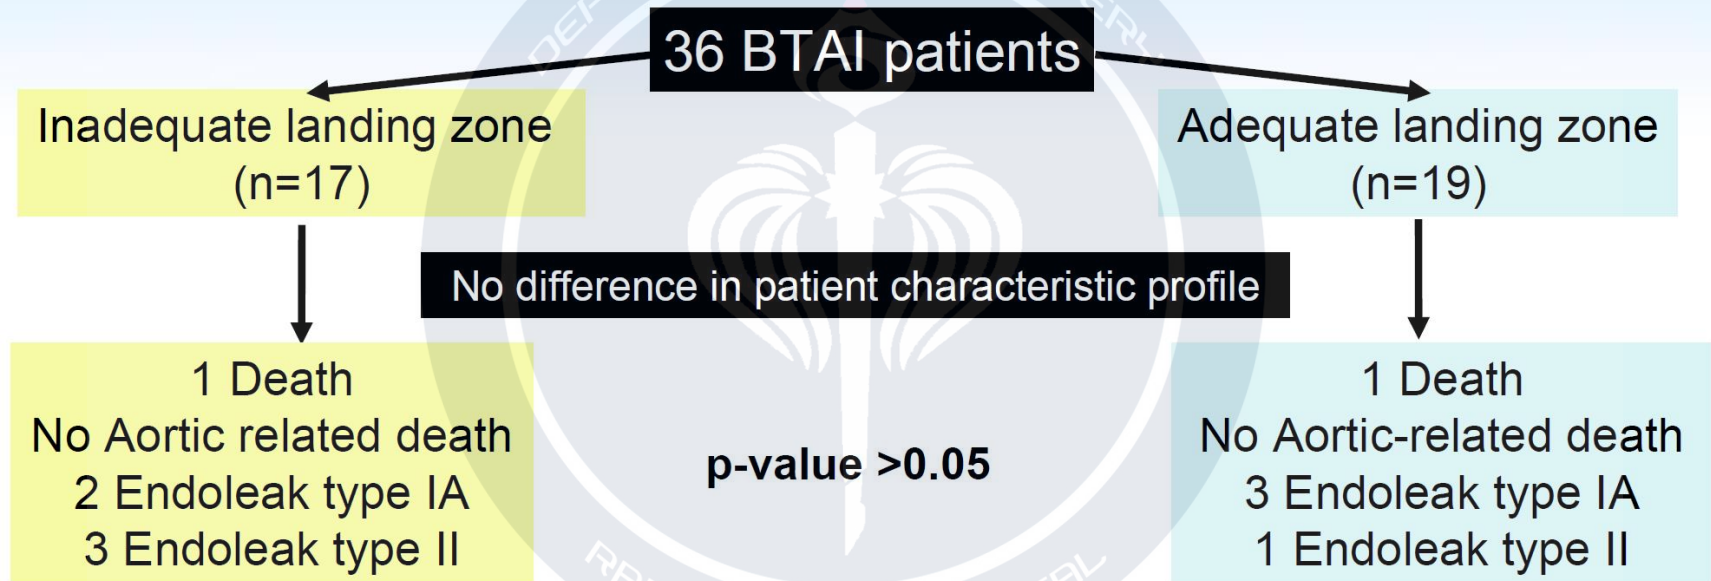 36 BTAI patients
Inadequate landing zone
(n=17)
Adequate landing zone
(n=19)
No difference in patient characteristic profile
1 Death
No Aortic related death
2 Endoleak type IA
3 Endoleak type II
p-value >0.05
1 Death
No Aortic-related death
3 Endoleak type IA
1 Endoleak type II